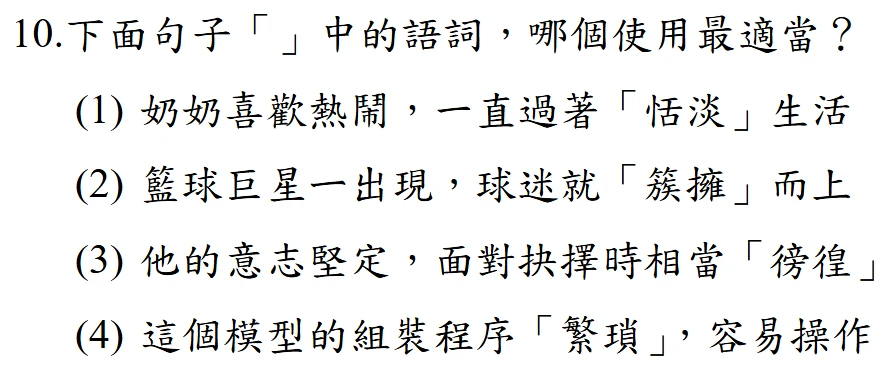 10.下面句子「」中的語詞，哪個使用最適當？
(1) 奶奶喜歡熱鬧，一直過著「恬淡」生活
(2) 籃球巨星一出現，球迷就「簇擁」而上
(3) 他的意志堅定，面對抉擇時相當「徬徨」
(4) 這個模型的組裝程序「繁瑣」，容易操作